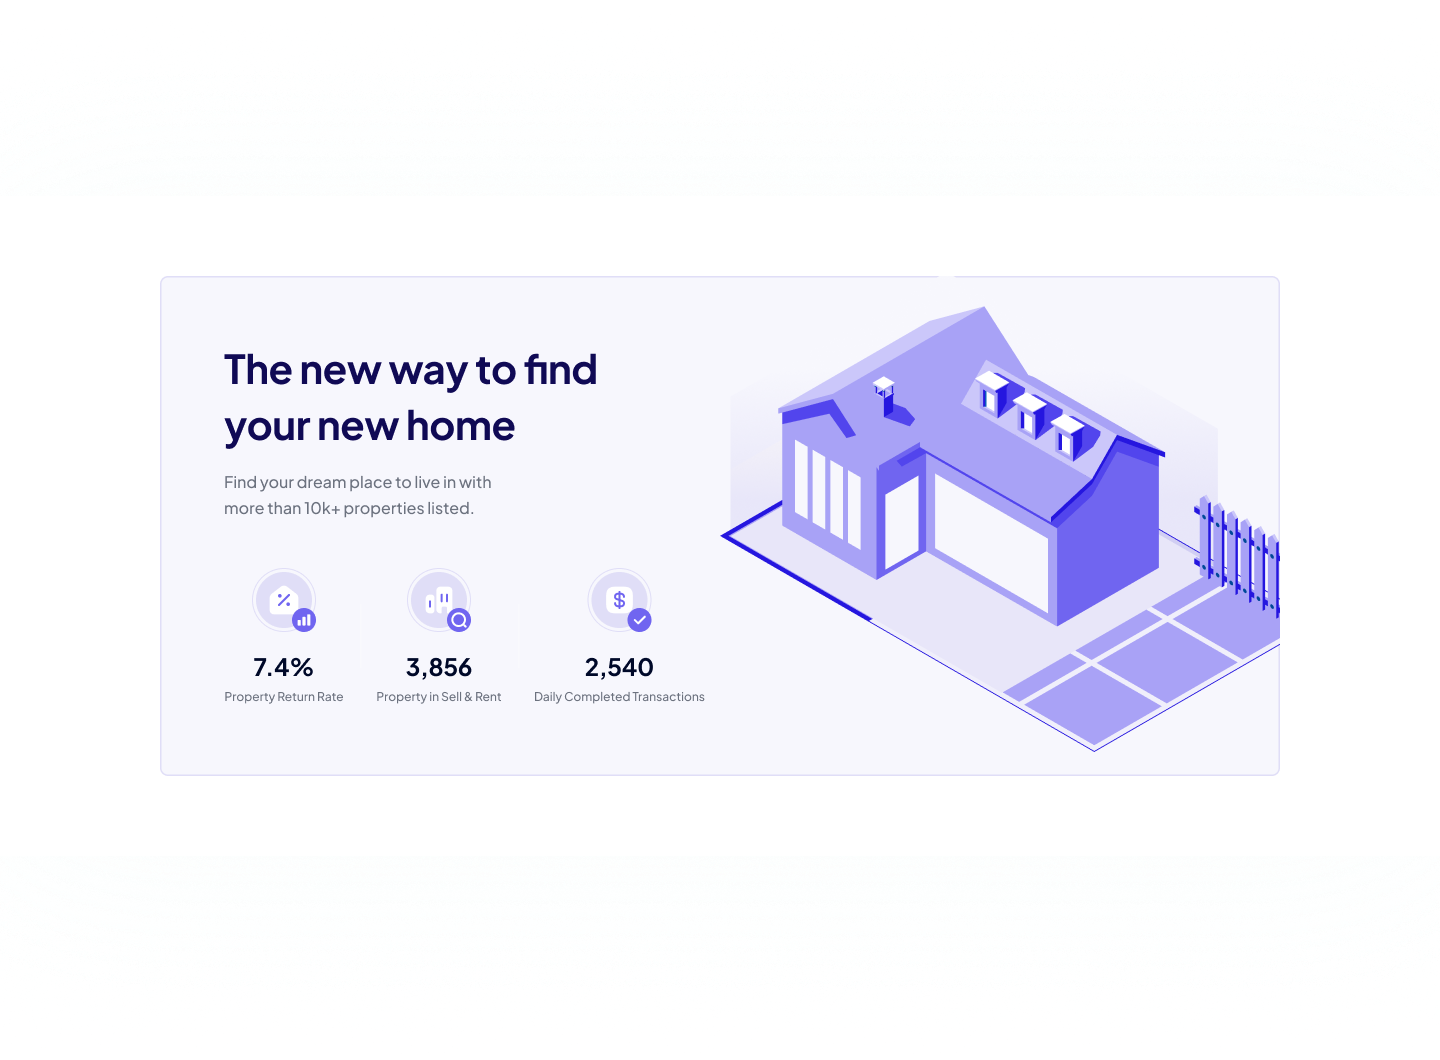 The new way to find
your new home
Find your dream place to live in with
more than 10k+ properties listed.
7.4%
Property Return Rate
3,856
Property in Sell & Rent
$
2,540
Daily Completed Transactions